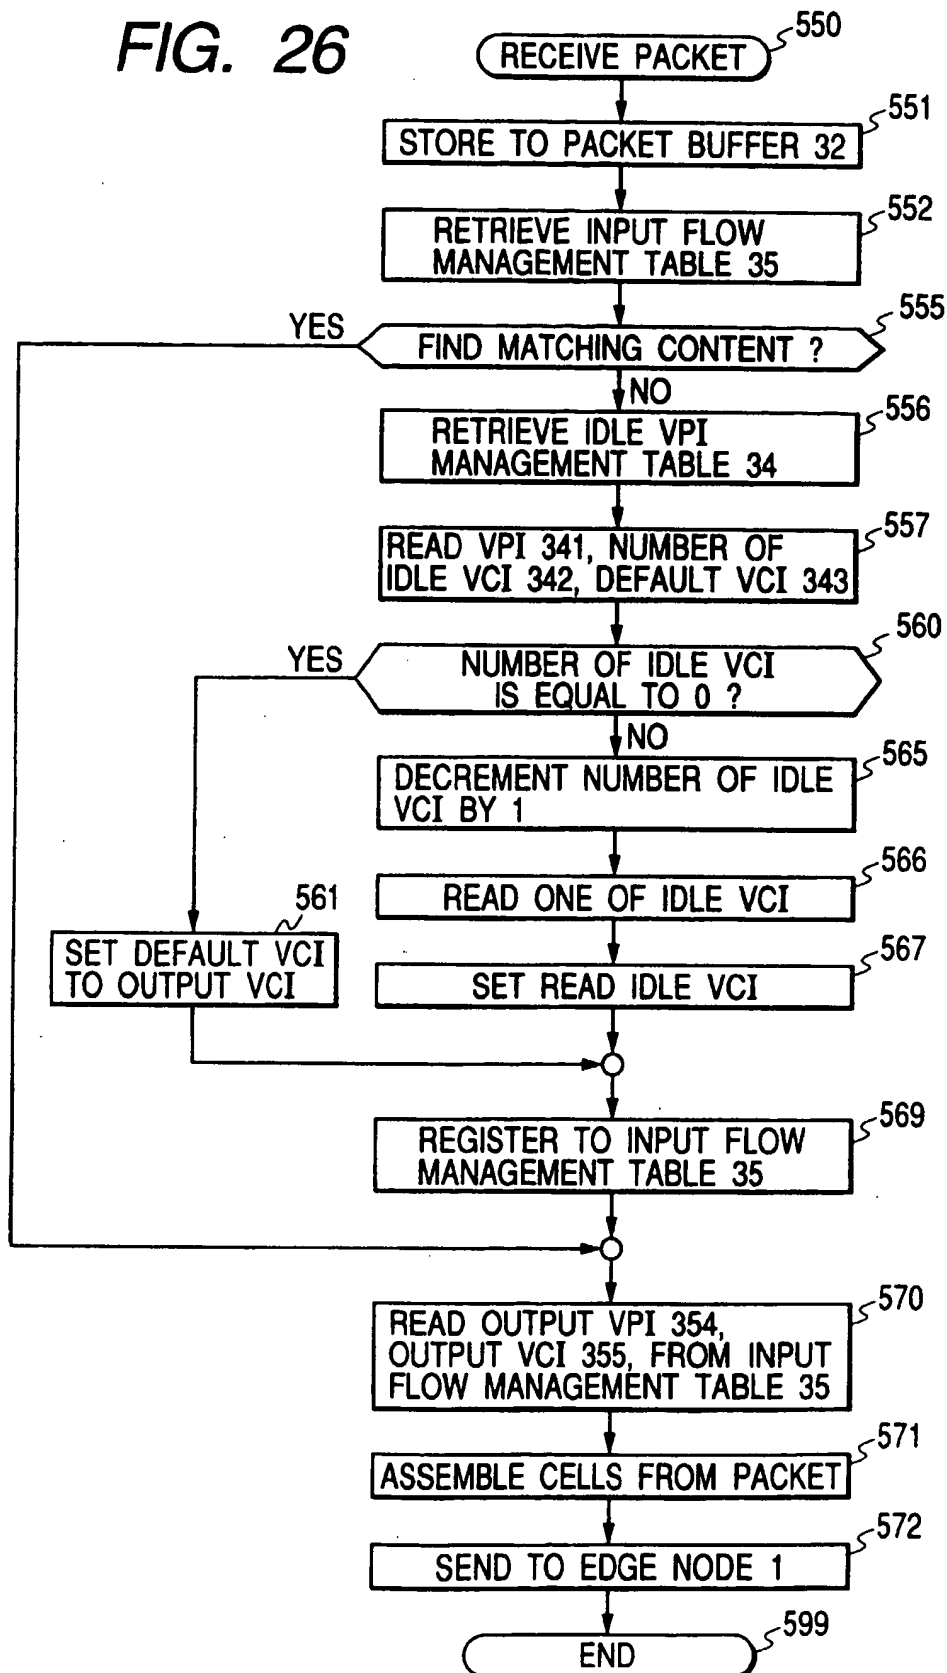 FIG. 26
550
RECEIVE PACKET
551
STORE TO PACKET BUFFER 32
552
RETRIEVE INPUT FLOW
MANAGEMENT TABLE 35
555
YES
FIND MATCHING CONTENT ?
NO
556
RETRIEVE IDLE VPI
MANAGEMENT TABLE 34
557
READ VPI 341, NUMBER OF
IDLE VCI 342, DEFAULT VCI 343
560
YES
NUMBER OF IDLE VCI
IS EQUAL TO 0 ?
NO
565
DECREMENT NUMBER OF IDLE
VCI BY 1
566
READ ONE OF IDLE VCI
561
SET DEFAULT VCI
TO OUTPUT VCI
567
SET READ IDLE VCI
569
REGISTER TO INPUT FLOW
MANAGEMENT TABLE 35
570
READ OUTPUT VPI 354,
OUTPUT VCI 355, FROM INPUT
FLOW MANAGEMENT TABLE 35
571
ASSEMBLE CELLS FROM PACKET
572
SEND TO EDGE NODE 1
599
END